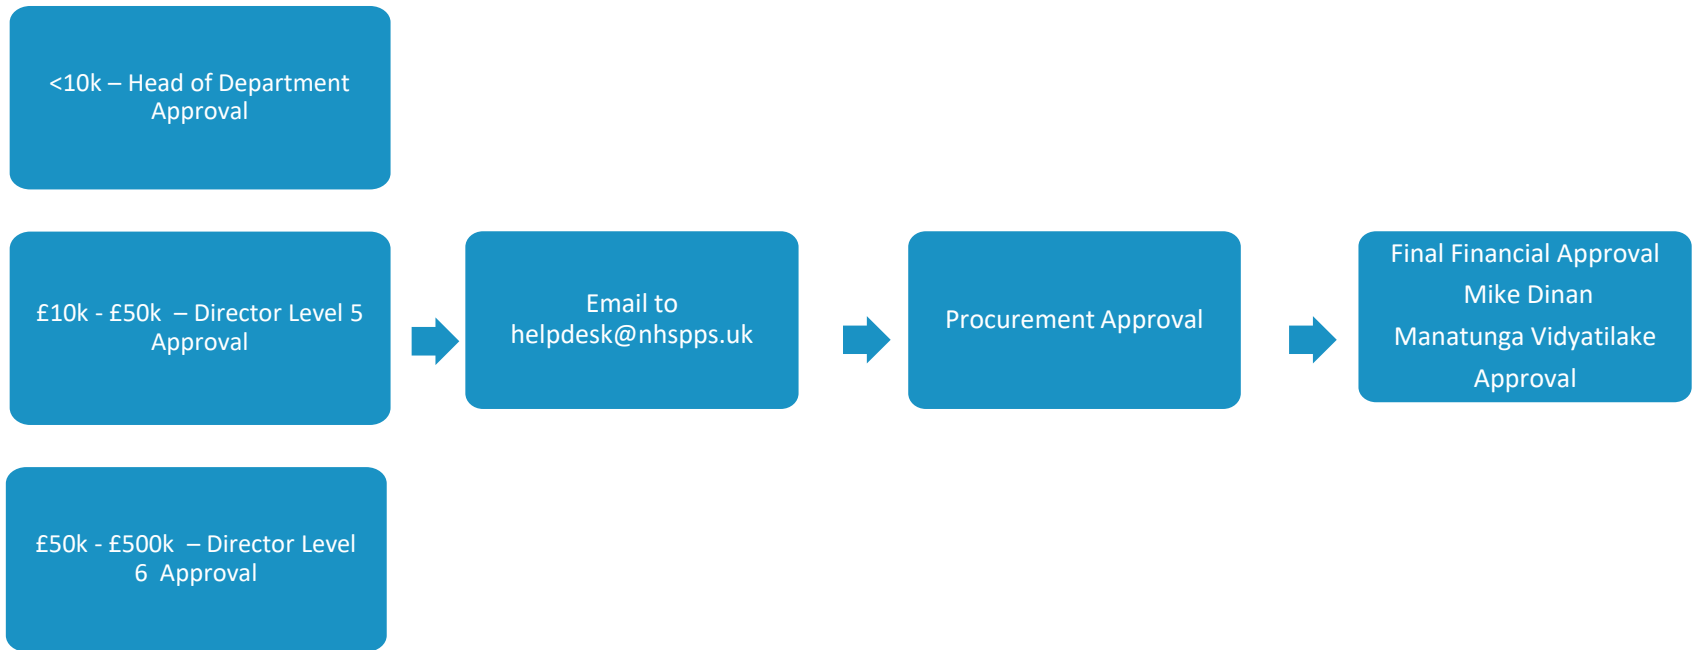 <10k – Head of Department
Approval
£10k - £50k  – Director Level 5
Approval
£50k - £500k  – Director Level
6  Approval
Email to
helpdesk@nhspps.uk
Procurement Approval
Final Financial Approval
Mike Dinan
Manatunga Vidyatilake
Approval